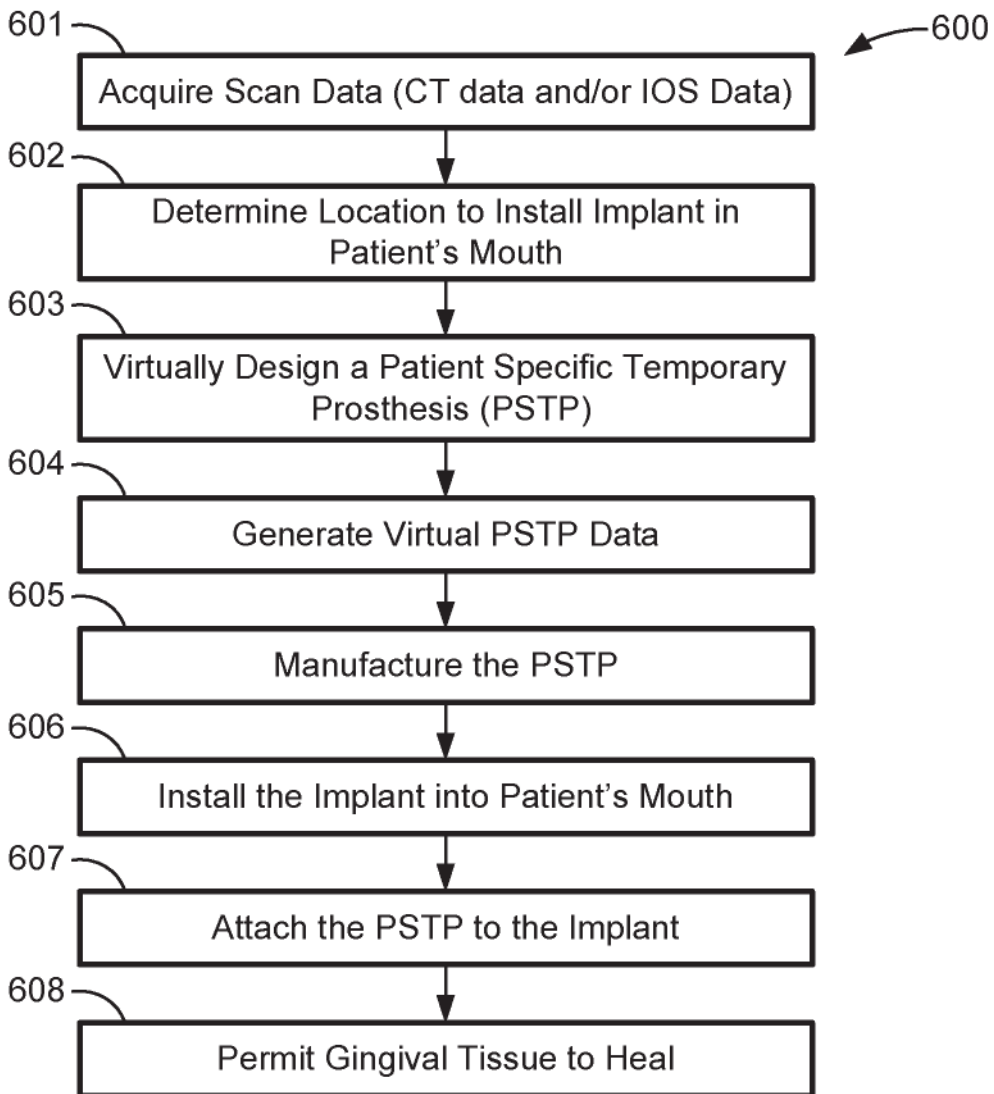 601
600
Acquire Scan Data (CT data and/or IOS Data)
602
Determine Location to Install Implant in
Patient's Mouth
603
Virtually Design a Patient Specific Temporary
Prosthesis (PSTP)
604
Generate Virtual PSTP Data
605
Manufacture the PSTP
606
Install the Implant into Patient's Mouth
607
Attach the PSTP to the Implant
608
Permit Gingival Tissue to Heal